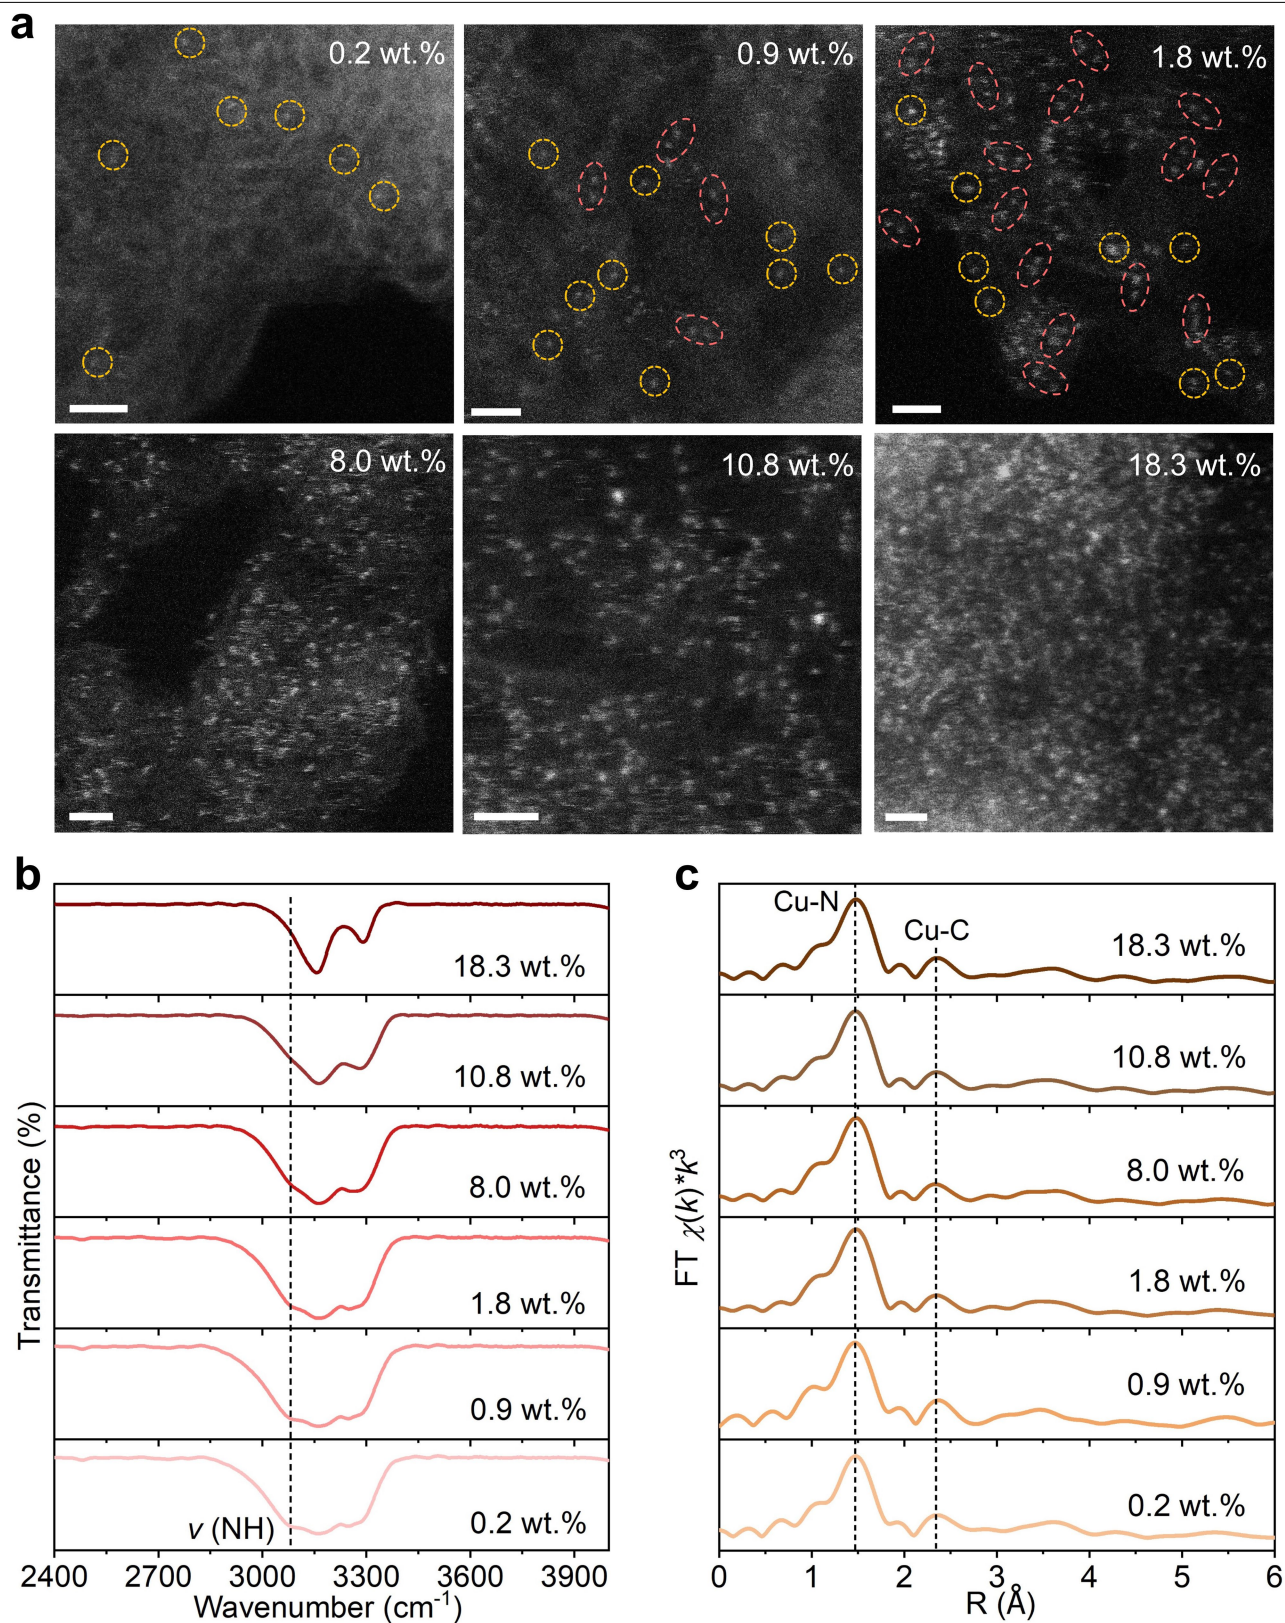 a
0.2 wt.%
0.9 wt.%
1.8 wt.%
8.0 wt.%
10.8 wt.%
18.3 wt.%
b
Transmittance (%)
18.3 wt.%
10.8 wt.%
8.0 wt.%
1.8 wt.%
0.9 wt.%
0.2 wt.%
ν (NH)
2400 2700 3000 3300 3600 3900
Wavenumber (cm⁻¹)
c
FT χ(k)*k³
Cu-N
Cu-C
18.3 wt.%
10.8 wt.%
8.0 wt.%
1.8 wt.%
0.9 wt.%
0.2 wt.%
0 1 2 3 4 5 6
R (Å)